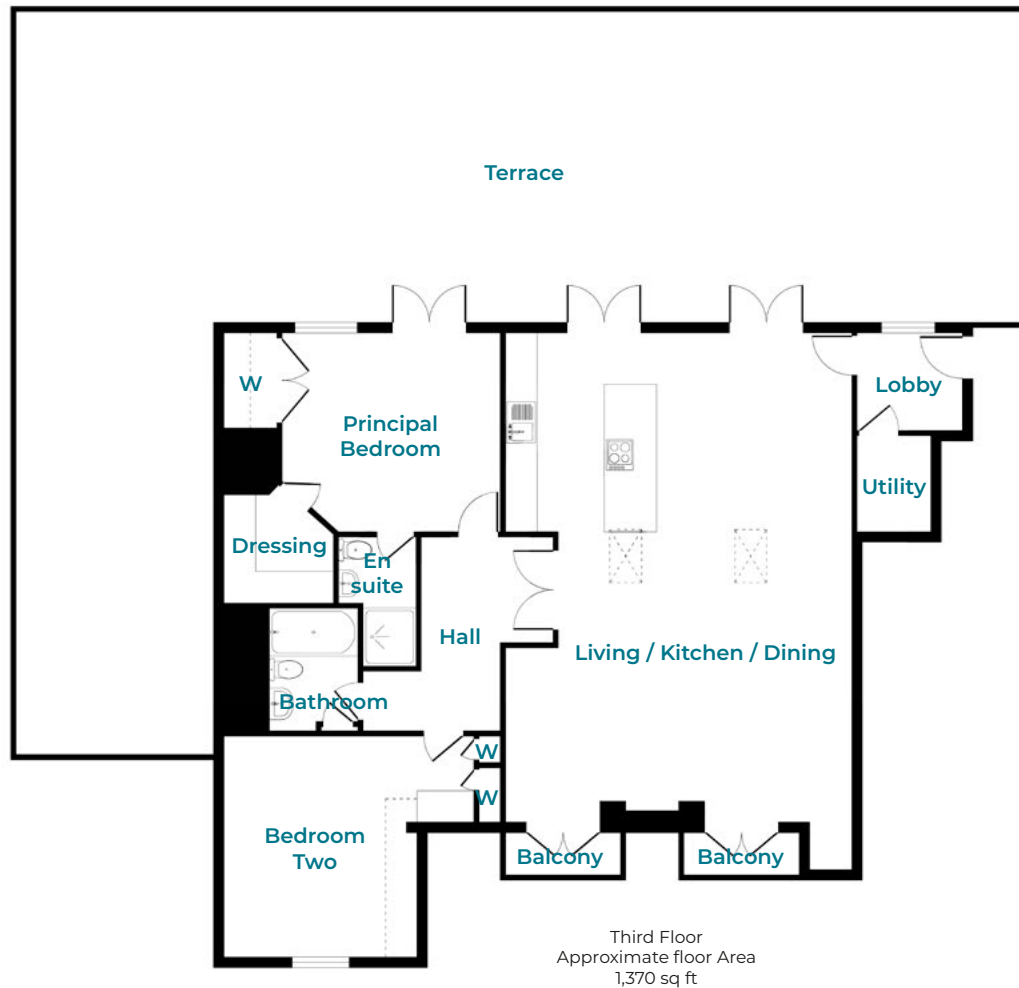 Terrace
W
Principal
Bedroom
Lobby
Utility
Dressing
En
suite
Hall
Living / Kitchen / Dining
Bathroom
W
W
Bedroom
Two
Balcony
Balcony
Third Floor
Approximate floor Area
1,370 sq ft